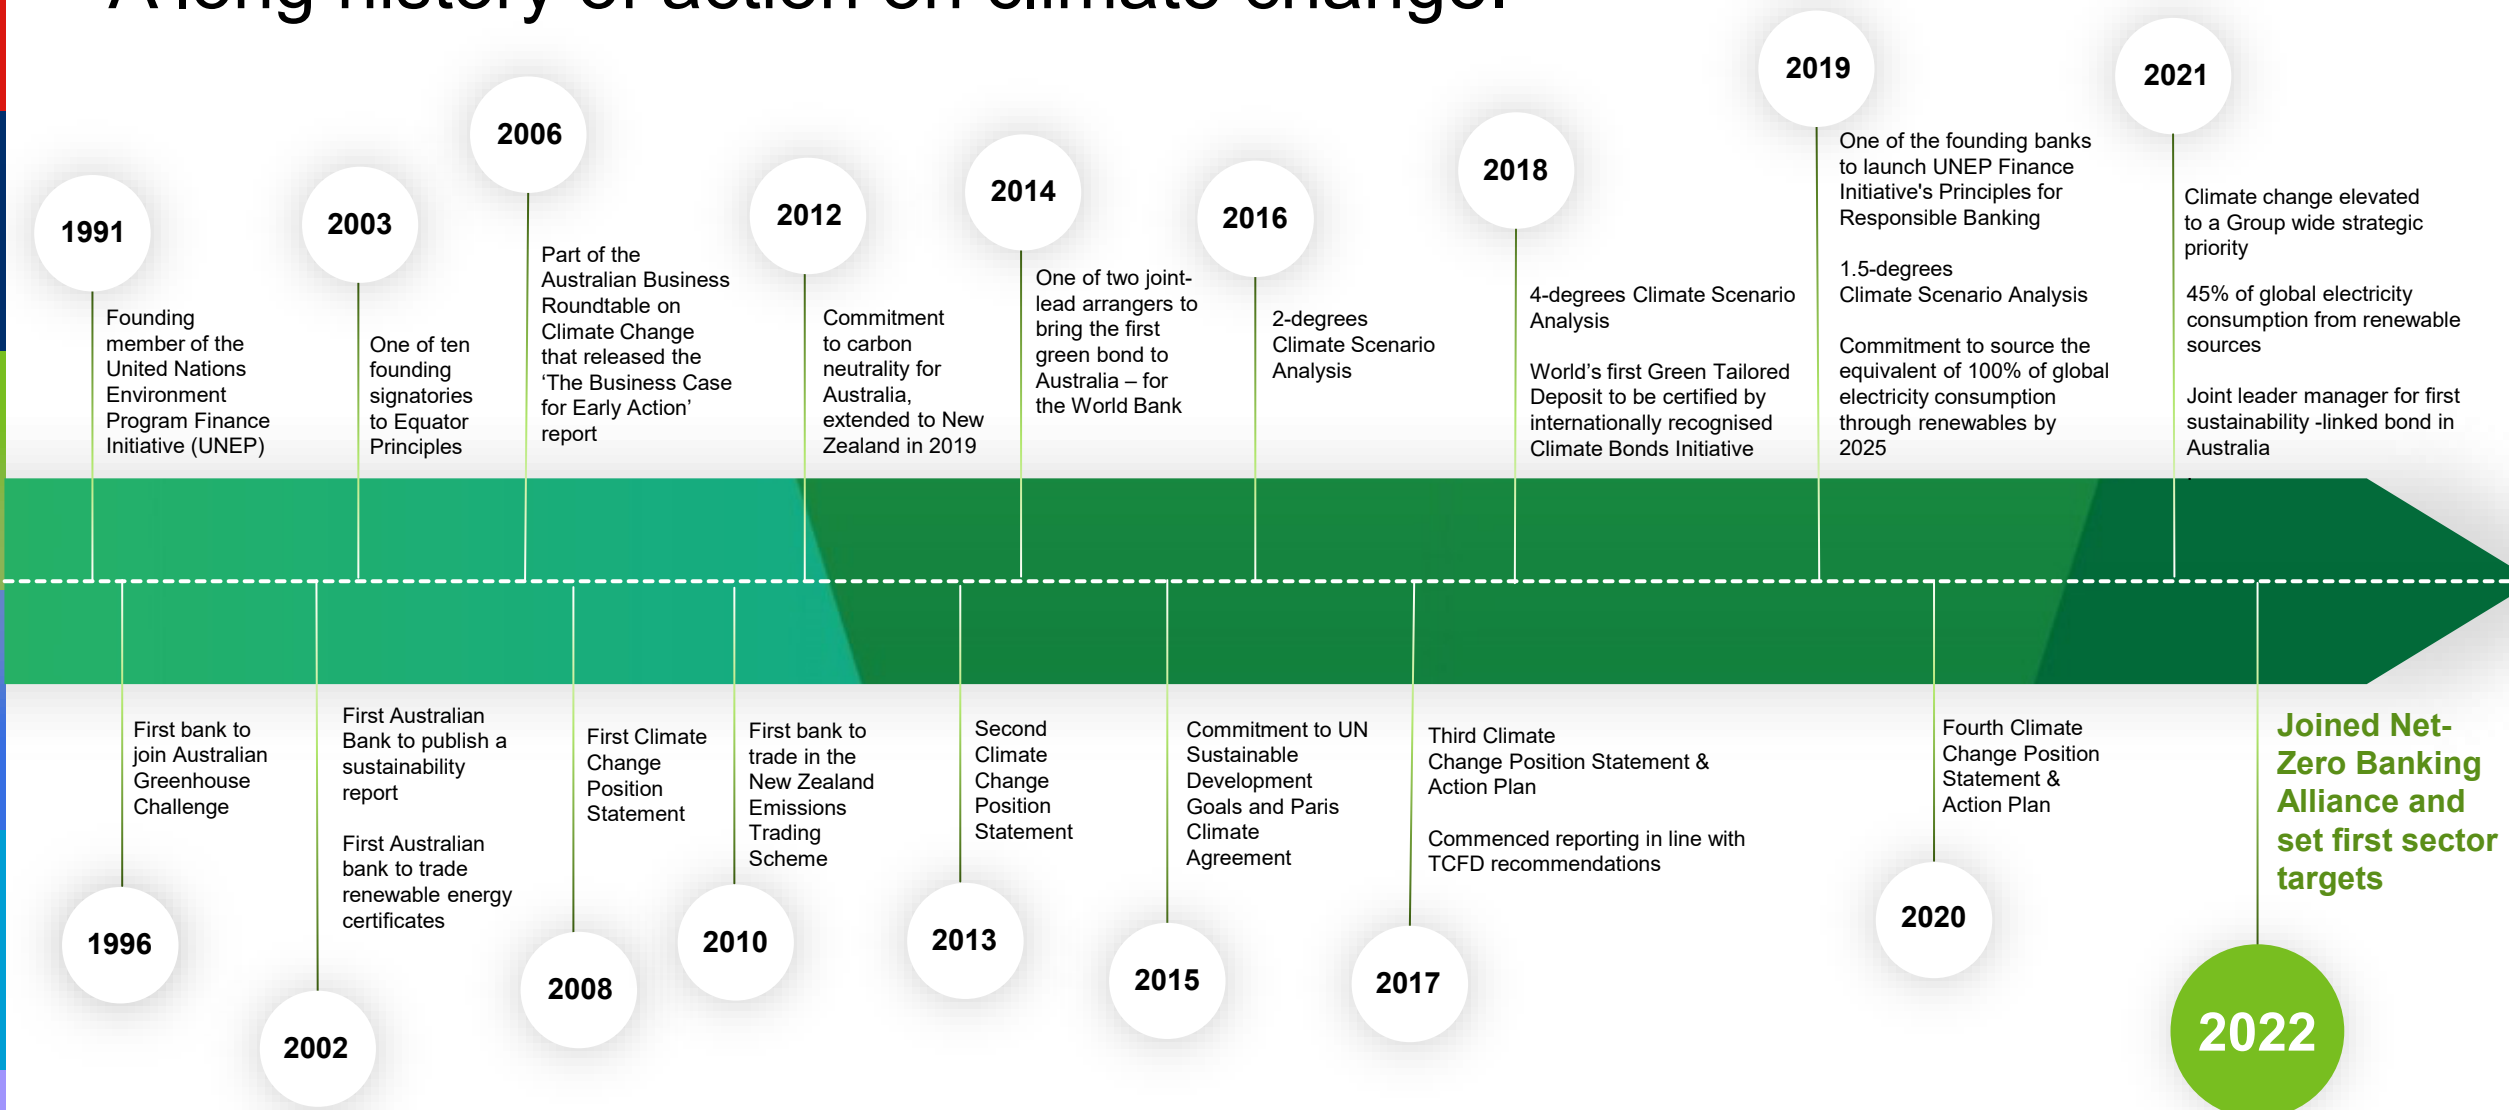 A long history of action on climate change.
1991
Founding
member of the
United Nations
Environment
Program Finance
Initiative (UNEP)
2003
One of ten
founding
signatories
to Equator
Principles
2006
Part of the
Australian Business
Roundtable on
Climate Change
that released the
‘The Business Case
for Early Action’
report
2012
Commitment
to carbon
neutrality for
Australia,
extended to New
Zealand in 2019
2014
One of two joint-
lead arrangers to
bring the first
green bond to
Australia – for
the World Bank
2016
2-degrees
Climate Scenario
Analysis
2018
4-degrees Climate Scenario
Analysis
World’s first Green Tailored
Deposit to be certified by
internationally recognised
Climate Bonds Initiative
2019
One of the founding banks
to launch UNEP Finance
Initiative's Principles for
Responsible Banking
1.5-degrees
Climate Scenario Analysis
Commitment to source the
equivalent of 100% of global
electricity consumption
through renewables by
2025
2021
Climate change elevated
to a Group wide strategic
priority
45% of global electricity
consumption from renewable
sources
Joint leader manager for first
sustainability -linked bond in
Australia
.
First bank to
join Australian
Greenhouse
Challenge
1996
First Australian
Bank to publish a
sustainability
report
First Australian
bank to trade
renewable energy
certificates
2002
First Climate
Change
Position
Statement
2008
First bank to
trade in the
New Zealand
Emissions
Trading
Scheme
2010
Second
Climate
Change
Position
Statement
2013
Commitment to UN
Sustainable
Development
Goals and Paris
Climate
Agreement
2015
Third Climate
Change Position Statement &
Action Plan
Commenced reporting in line with
TCFD recommendations
2017
Fourth Climate
Change Position
Statement &
Action Plan
2020
Joined Net-
Zero Banking
Alliance and
set first sector
targets
2022